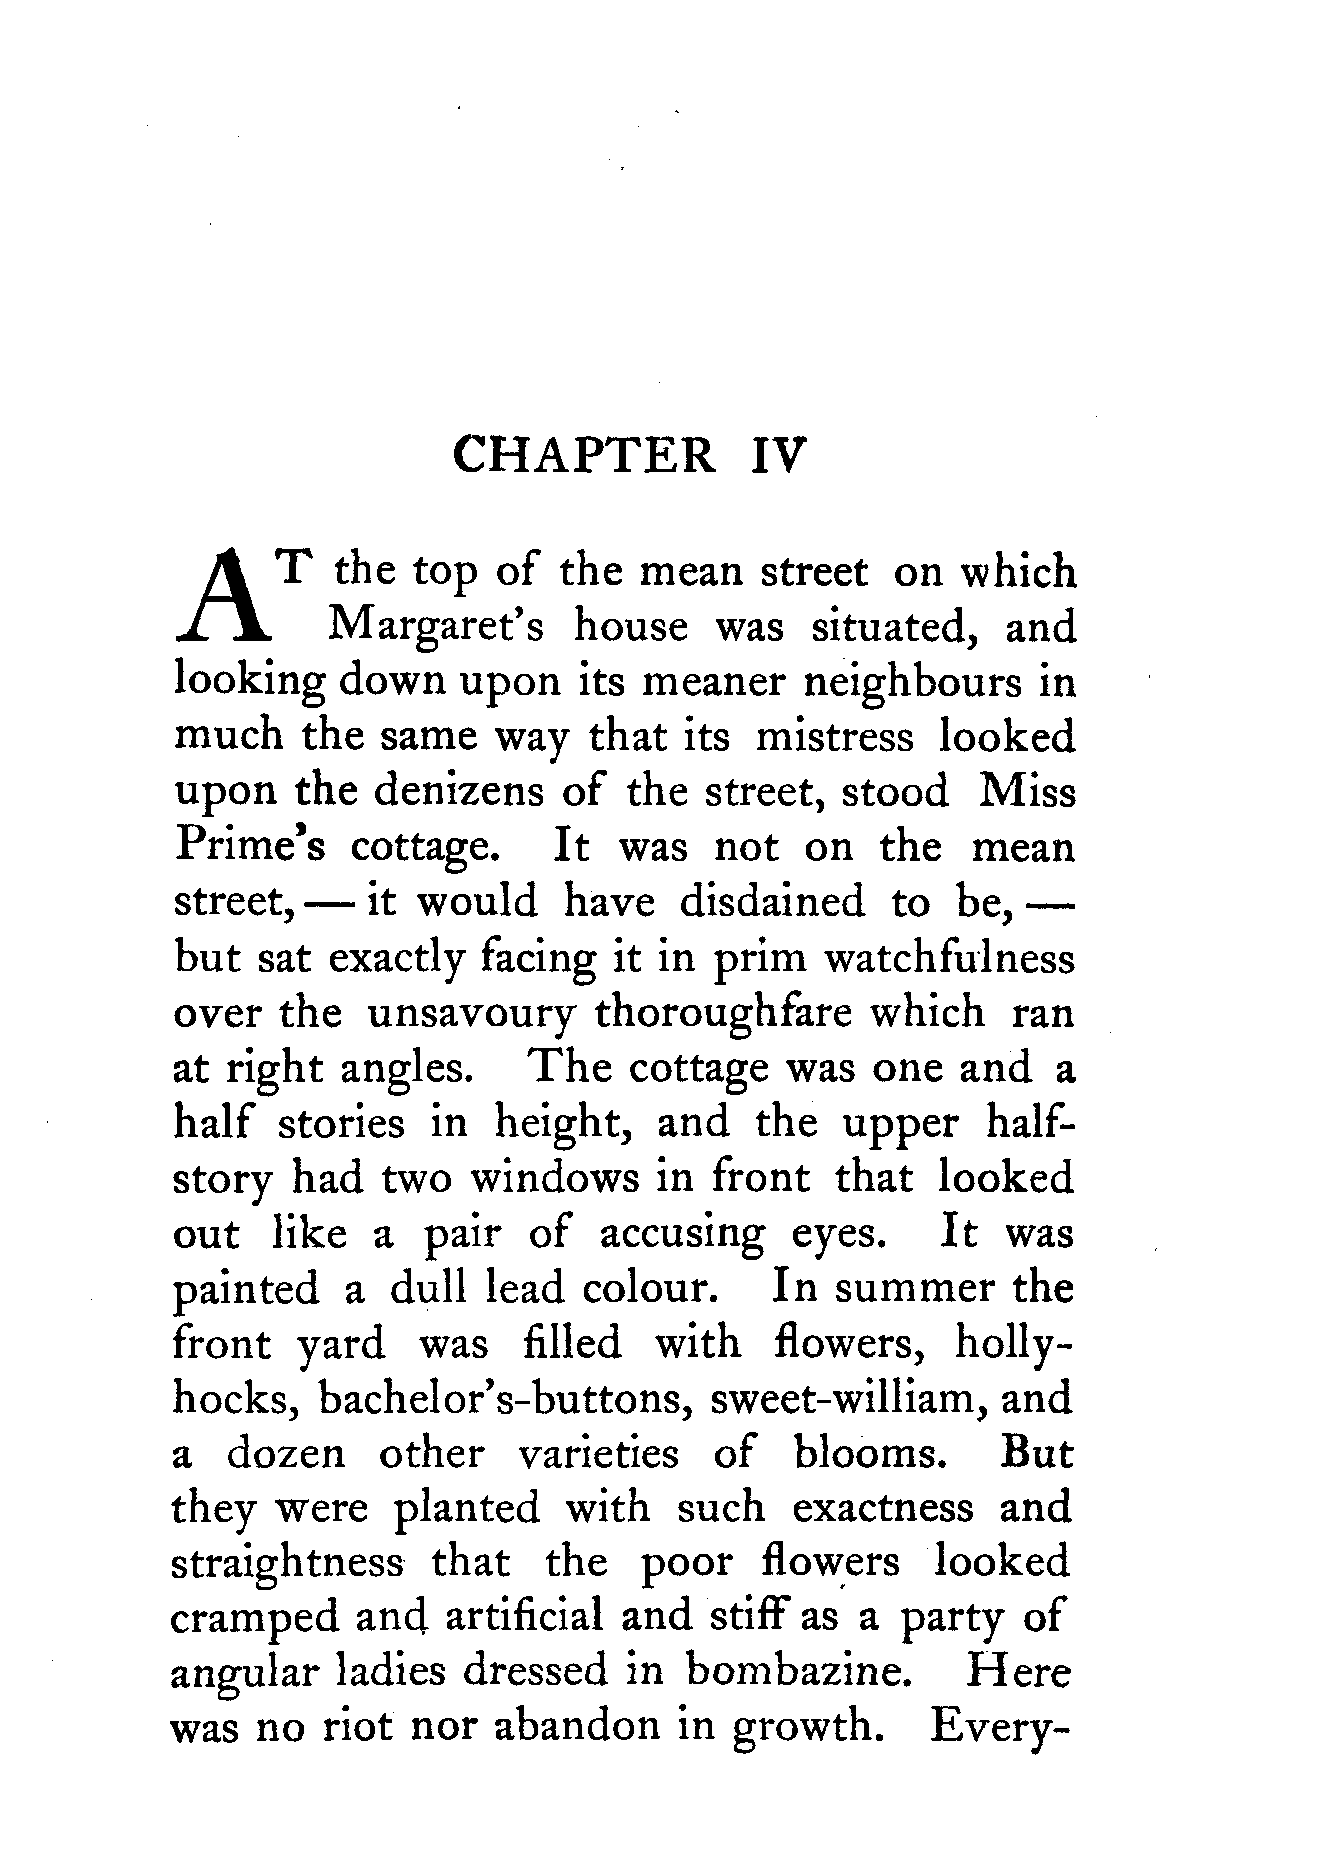 CHAPTER IV
AT the top of the mean street on which
Margaret's house was situated, and
looking down upon its meaner neighbours in
much the same way that its mistress looked
upon the denizens of the street, stood Miss
Prime's cottage. It was not on the mean
street,— it would have disdained to be,—
but sat exactly facing it in prim watchfulness
over the unsavoury thoroughfare which ran
at right angles. The cottage was one and a
half stories in height, and the upper half-
story had two windows in front that looked
out like a pair of accusing eyes. It was
painted a dull lead colour. In summer the
front yard was filled with flowers, holly-
hocks, bachelor's-buttons, sweet-william, and
a dozen other varieties of blooms. But
they were planted with such exactness and
straightness that the poor flowers looked
cramped and artificial and stiff as a party of
angular ladies dressed in bombazine. Here
was no riot nor abandon in growth. Every-